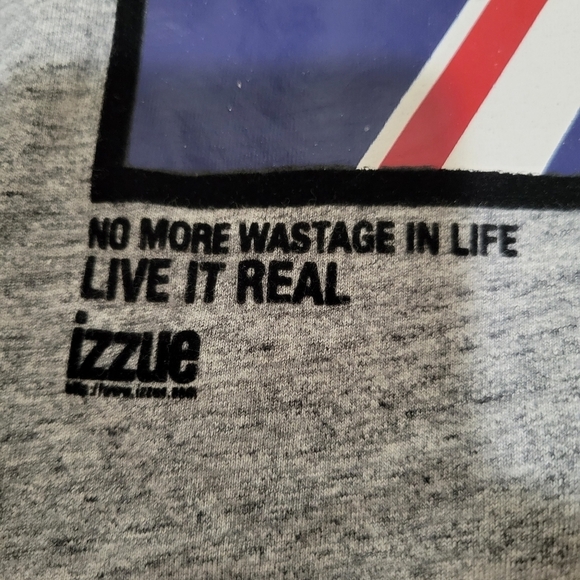 NO MORE WASTAGE IN LIFE
LIVE IT REAL.
izzue
http://www.izzue.com